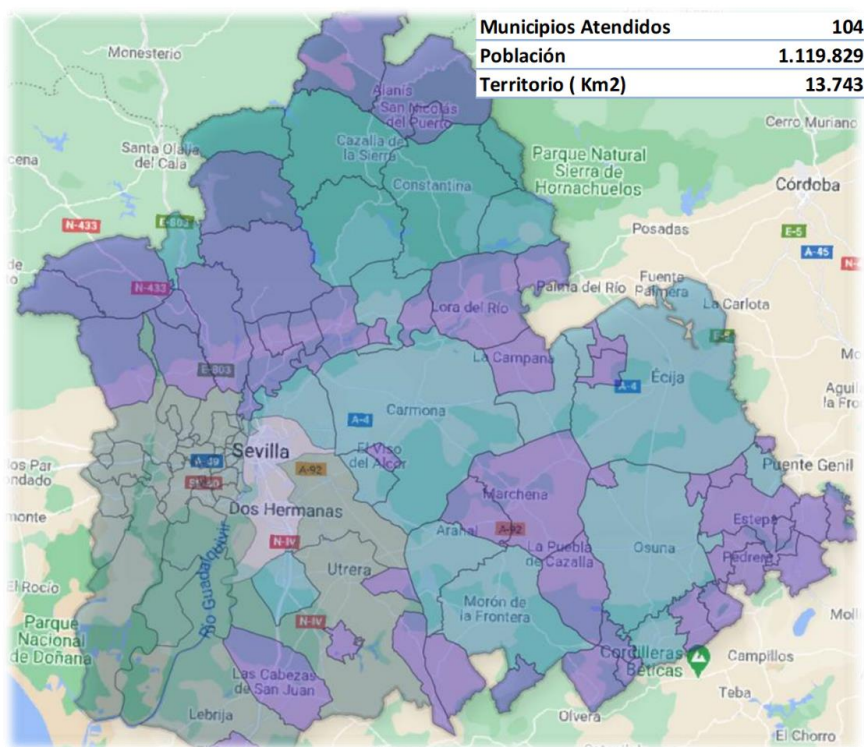 Municipios Atendidos 104
Población 1.119.829
Territorio ( Km2) 13.743
Monesterio
Alanís
San Nicolás
del Puerto
Cerro Muriano
Santa Olalla
del Cala
Cazalla de
la Sierra
Parque Natural
Sierra de
Hornachuelos
Constantina
Córdoba
N-433
E-803
E-5
Posadas
A-45
N-433
Palma del Río
Fuente
Palmera
La Carlota
Lora del Río
La Campana
E-803
Écija
A-4
A-4
Carmona
Sevilla
El Viso
del Alcor
A-49
A-92
Puente Genil
Marchena
Dos Hermanas
Estepa
Arahal
A-92
N-IV
La Puebla
de Cazalla
Osuna
Pedrera
Utrera
El Rocío
Río Guadalquivir
Morón de
la Frontera
N-IV
Parque
Nacional
de Doñana
Las Cabezas
de San Juan
Cordilleras
Béticas
Campillos
Teba
Lebrija
Olvera
El Chorro